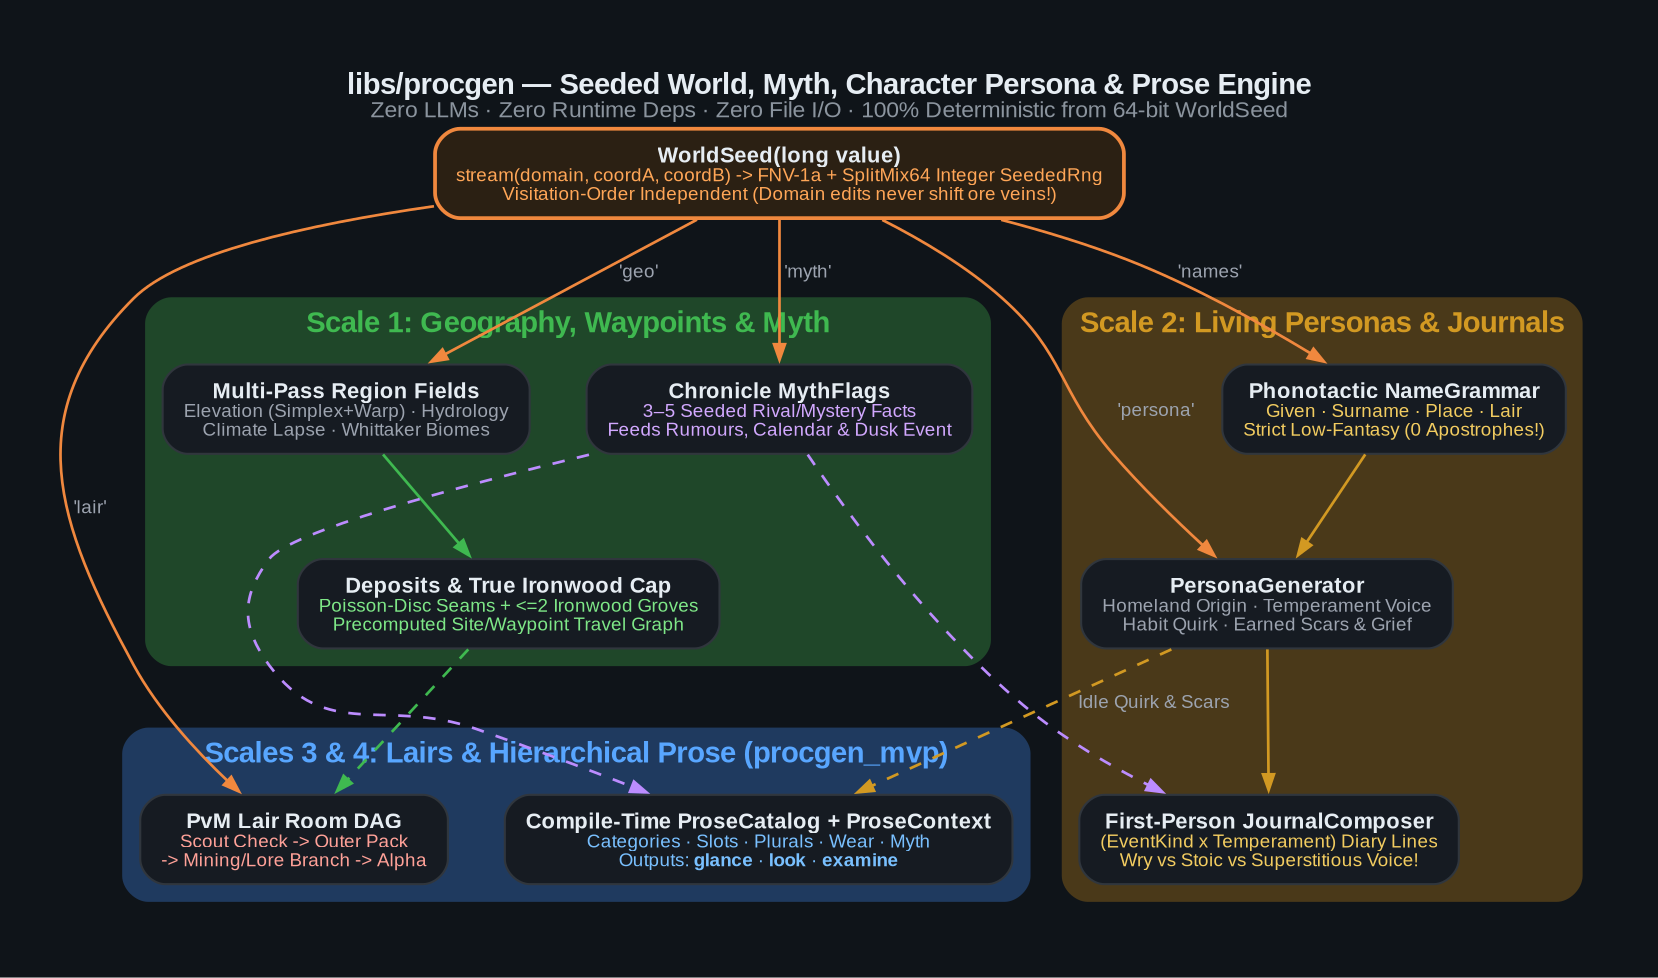 libs/procgen — Seeded World, Myth, Character Persona & Prose Engine
Zero LLMs · Zero Runtime Deps · Zero File I/O · 100% Deterministic from 64-bit WorldSeed
WorldSeed(long value)
stream(domain, coordA, coordB) -> FNV-1a + SplitMix64 Integer SeededRng
Visitation-Order Independent (Domain edits never shift ore veins!)
'geo'
'myth'
'names'
'persona'
'lair'
Scale 1: Geography, Waypoints & Myth
Multi-Pass Region Fields
Elevation (Simplex+Warp) · Hydrology
Climate Lapse · Whittaker Biomes
Chronicle MythFlags
3–5 Seeded Rival/Mystery Facts
Feeds Rumours, Calendar & Dusk Event
Deposits & True Ironwood Cap
Poisson-Disc Seams + <=2 Ironwood Groves
Precomputed Site/Waypoint Travel Graph
Scale 2: Living Personas & Journals
Phonotactic NameGrammar
Given · Surname · Place · Lair
Strict Low-Fantasy (0 Apostrophes!)
PersonaGenerator
Homeland Origin · Temperament Voice
Habit Quirk · Earned Scars & Grief
Idle Quirk & Scars
First-Person JournalComposer
(EventKind x Temperament) Diary Lines
Wry vs Stoic vs Superstitious Voice!
Scales 3 & 4: Lairs & Hierarchical Prose (procgen_mvp)
PvM Lair Room DAG
Scout Check -> Outer Pack
-> Mining/Lore Branch -> Alpha
Compile-Time ProseCatalog + ProseContext
Categories · Slots · Plurals · Wear · Myth
Outputs: glance · look · examine